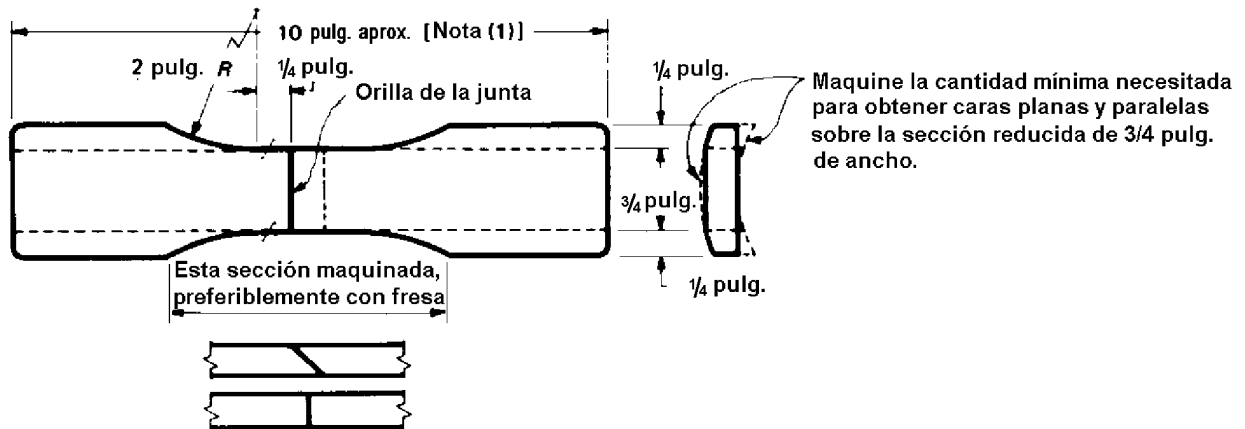 10 pulg. aprox. [Nota (1)]
2 pulg. R
1/4 pulg.
Orilla de la junta
1/4 pulg.
Maquine la cantidad mínima necesitada
para obtener caras planas y paralelas
sobre la sección reducida de 3/4 pulg.
de ancho.
3/4 pulg.
1/4 pulg.
Esta sección maquinada,
preferiblemente con fresa